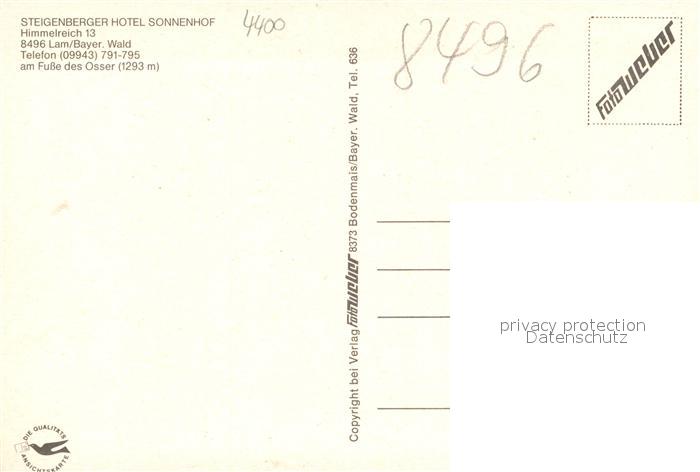 STEIGENBERGER HOTEL SONNENHOF
Himmelreich 13
8496 Lam/Bayer. Wald
Telefon (09943) 791-795
am Fuße des Osser (1293 m)
4400
8496
Foto Weber
Copyright bei Verlag Foto Weber 8373 Bodenmais/Bayer. Wald, Tel. 636
privacy protection
Datenschutz
DIE QUALITÄTS
ANSICHTSKARTE